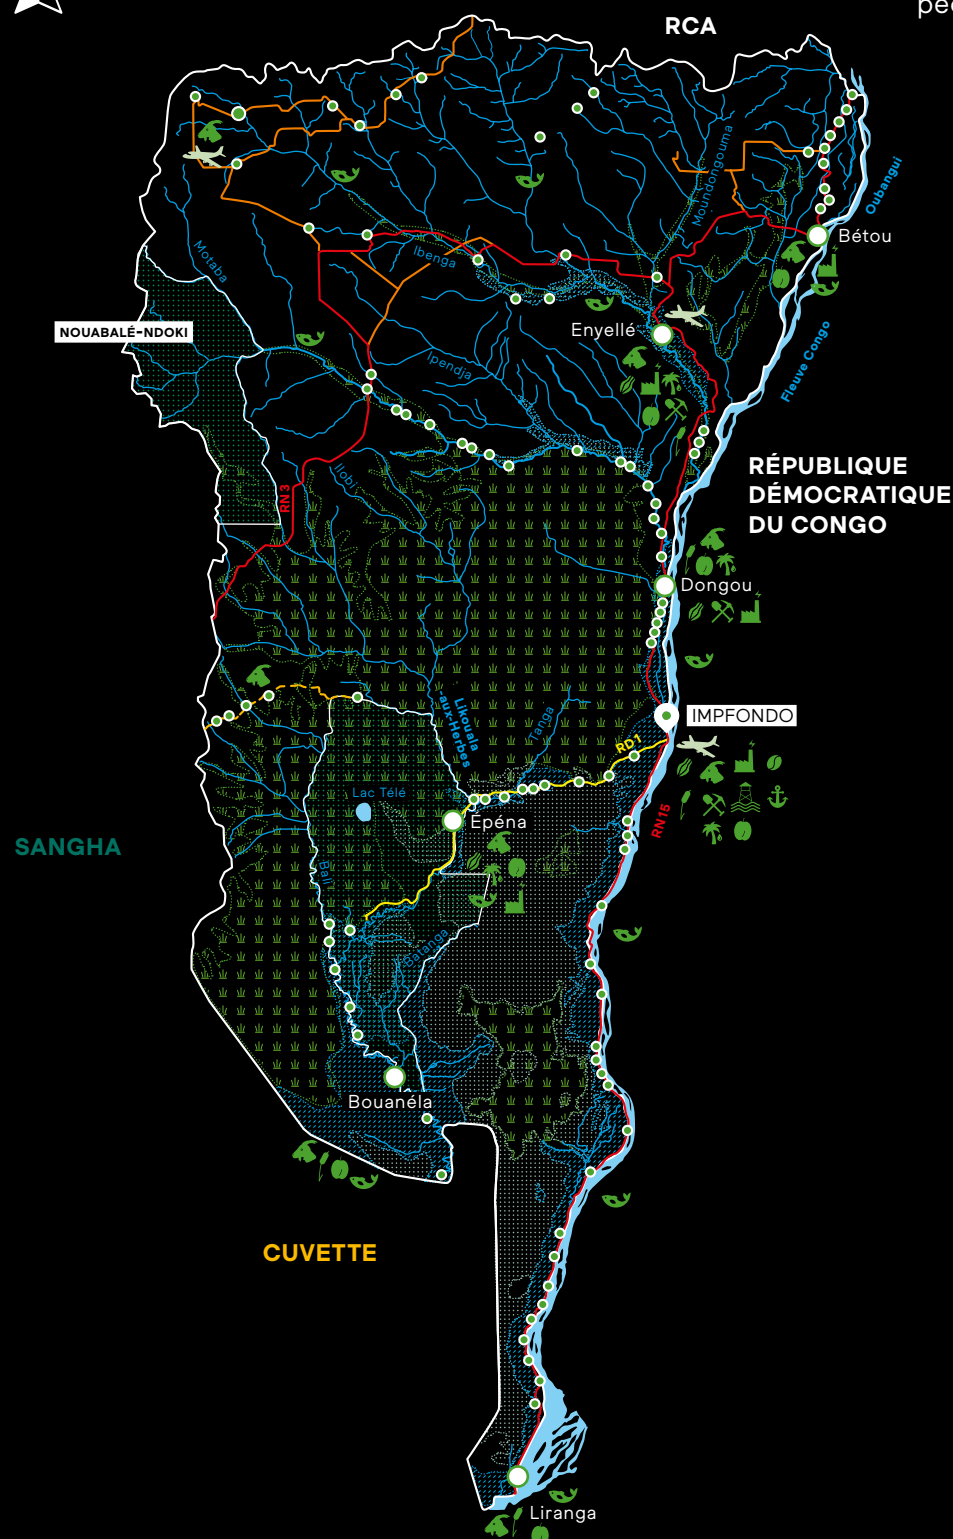 RCA
Moundongouma
Oubangui
Bétou
Motaba
Ibenga
NOUABALÉ-NDOKI
Enyellé
Fleuve Congo
Ipendja
RÉPUBLIQUE
DÉMOCRATIQUE
DU CONGO
Ilobi
RN3
Dongou
IMPFONDO
Likouala
-aux-Herbes
Tanga
RD1
Lac Télé
Épéna
RN15
SANGHA
Bali
Batanga
Bouanéla
CUVETTE
Liranga